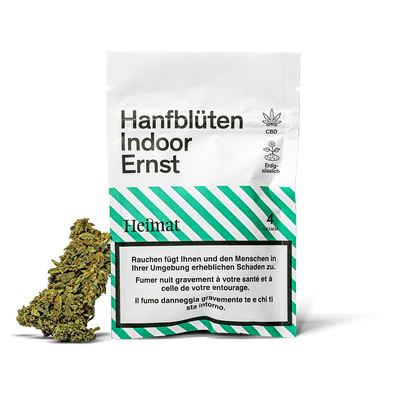 Hanfblüten
Indoor
Ernst
CBD
Erdig-
süsslich
Heimat
4
GRAMM
Rauchen fügt Ihnen und den Menschen in
Ihrer Umgebung erheblichen Schaden zu.
Fumer nuit gravement à votre santé et à
celle de votre entourage.
Il fumo danneggia gravemente te e chi ti
sta intorno.